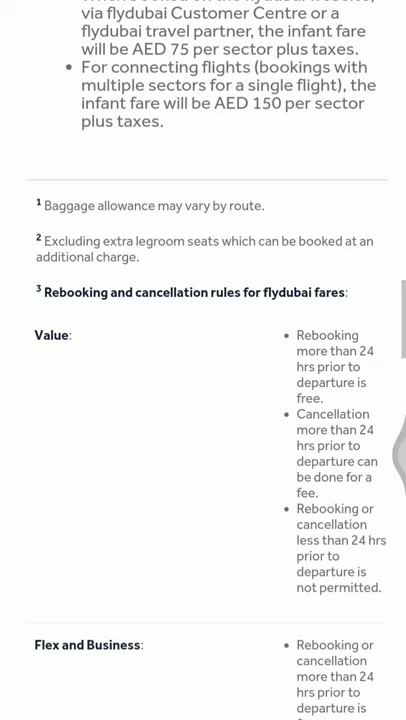 via flydubai Customer Centre or a
flydubai travel partner, the infant fare
will be AED 75 per sector plus taxes.
• For connecting flights (bookings with
multiple sectors for a single flight), the
infant fare will be AED 150 per sector
plus taxes.
1 Baggage allowance may vary by route.
2 Excluding extra legroom seats which can be booked at an
additional charge.
3 Rebooking and cancellation rules for flydubai fares:
Value:
• Rebooking
more than 24
hrs prior to
departure is
free.
• Cancellation
more than 24
hrs prior to
departure can
be done for a
fee.
• Rebooking or
cancellation
less than 24 hrs
prior to
departure is
not permitted.
Flex and Business:
• Rebooking or
cancellation
more than 24
hrs prior to
departure is